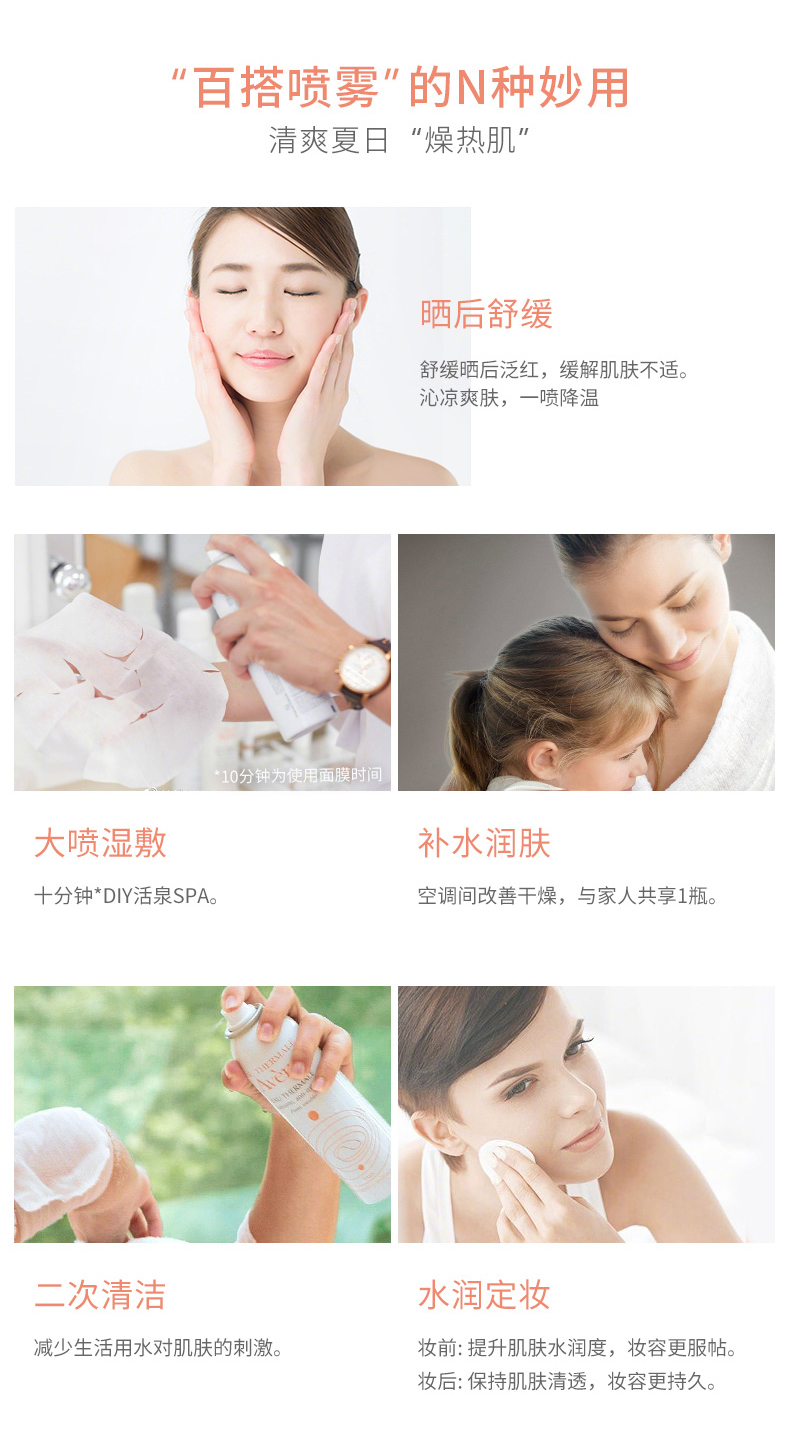 “百搭喷雾”的N种妙用
清爽夏日“燥热肌”
晒后舒缓
舒缓晒后泛红，缓解肌肤不适。
沁凉爽肤，一喷降温
*10分钟为使用面膜时间
大喷湿敷
十分钟*DIY活泉SPA。
补水润肤
空调间改善干燥，与家人共享1瓶。
THERMALE
二次清洁
减少生活用水对肌肤的刺激。
水润定妆
妆前: 提升肌肤水润度，妆容更服帖。
妆后: 保持肌肤清透，妆容更持久。